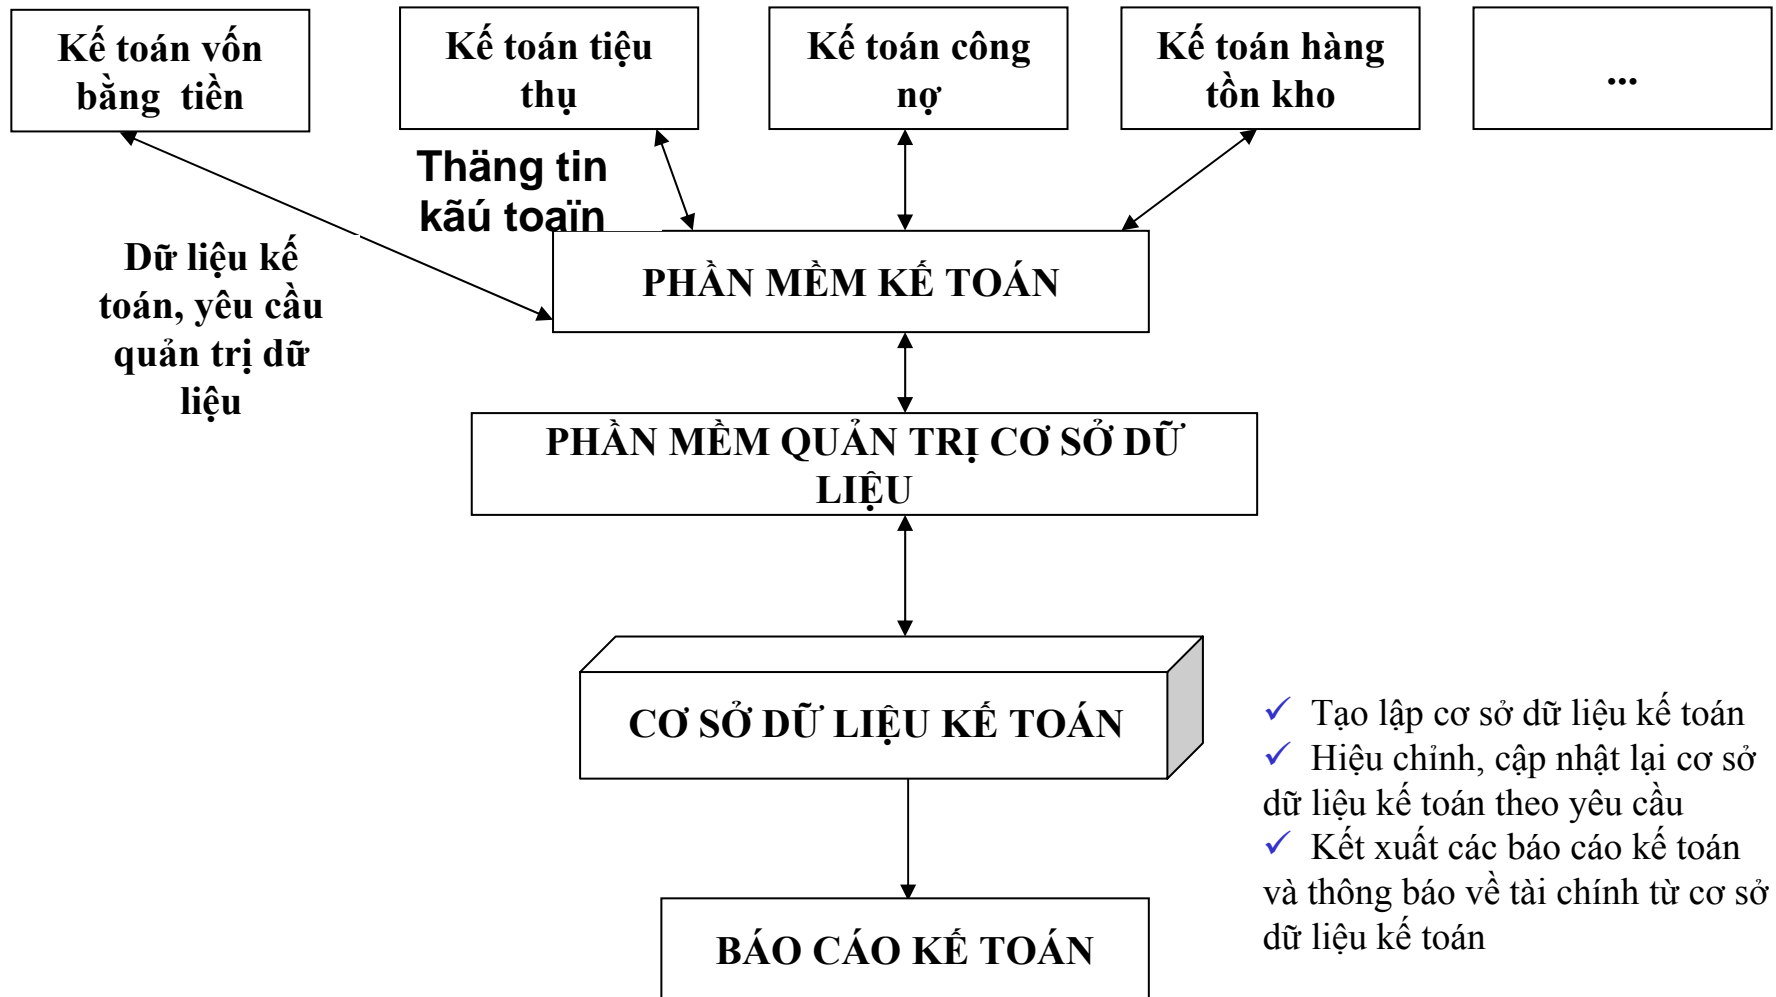 Kế toán vốn
bằng tiền
Kế toán tiệu
thụ
Kế toán công
nợ
Kế toán hàng
tồn kho
...
Thäng tin
kãú toaïn
Dữ liệu kế
toán, yêu cầu
quản trị dữ
liệu
PHẦN MỀM KẾ TOÁN
PHẦN MỀM QUẢN TRỊ CƠ SỞ DỮ
LIỆU
CƠ SỞ DỮ LIỆU KẾ TOÁN
✓ Tạo lập cơ sở dữ liệu kế toán
✓ Hiệu chỉnh, cập nhật lại cơ sở
dữ liệu kế toán theo yêu cầu
✓ Kết xuất các báo cáo kế toán
và thông báo về tài chính từ cơ sở
dữ liệu kế toán
BÁO CÁO KẾ TOÁN